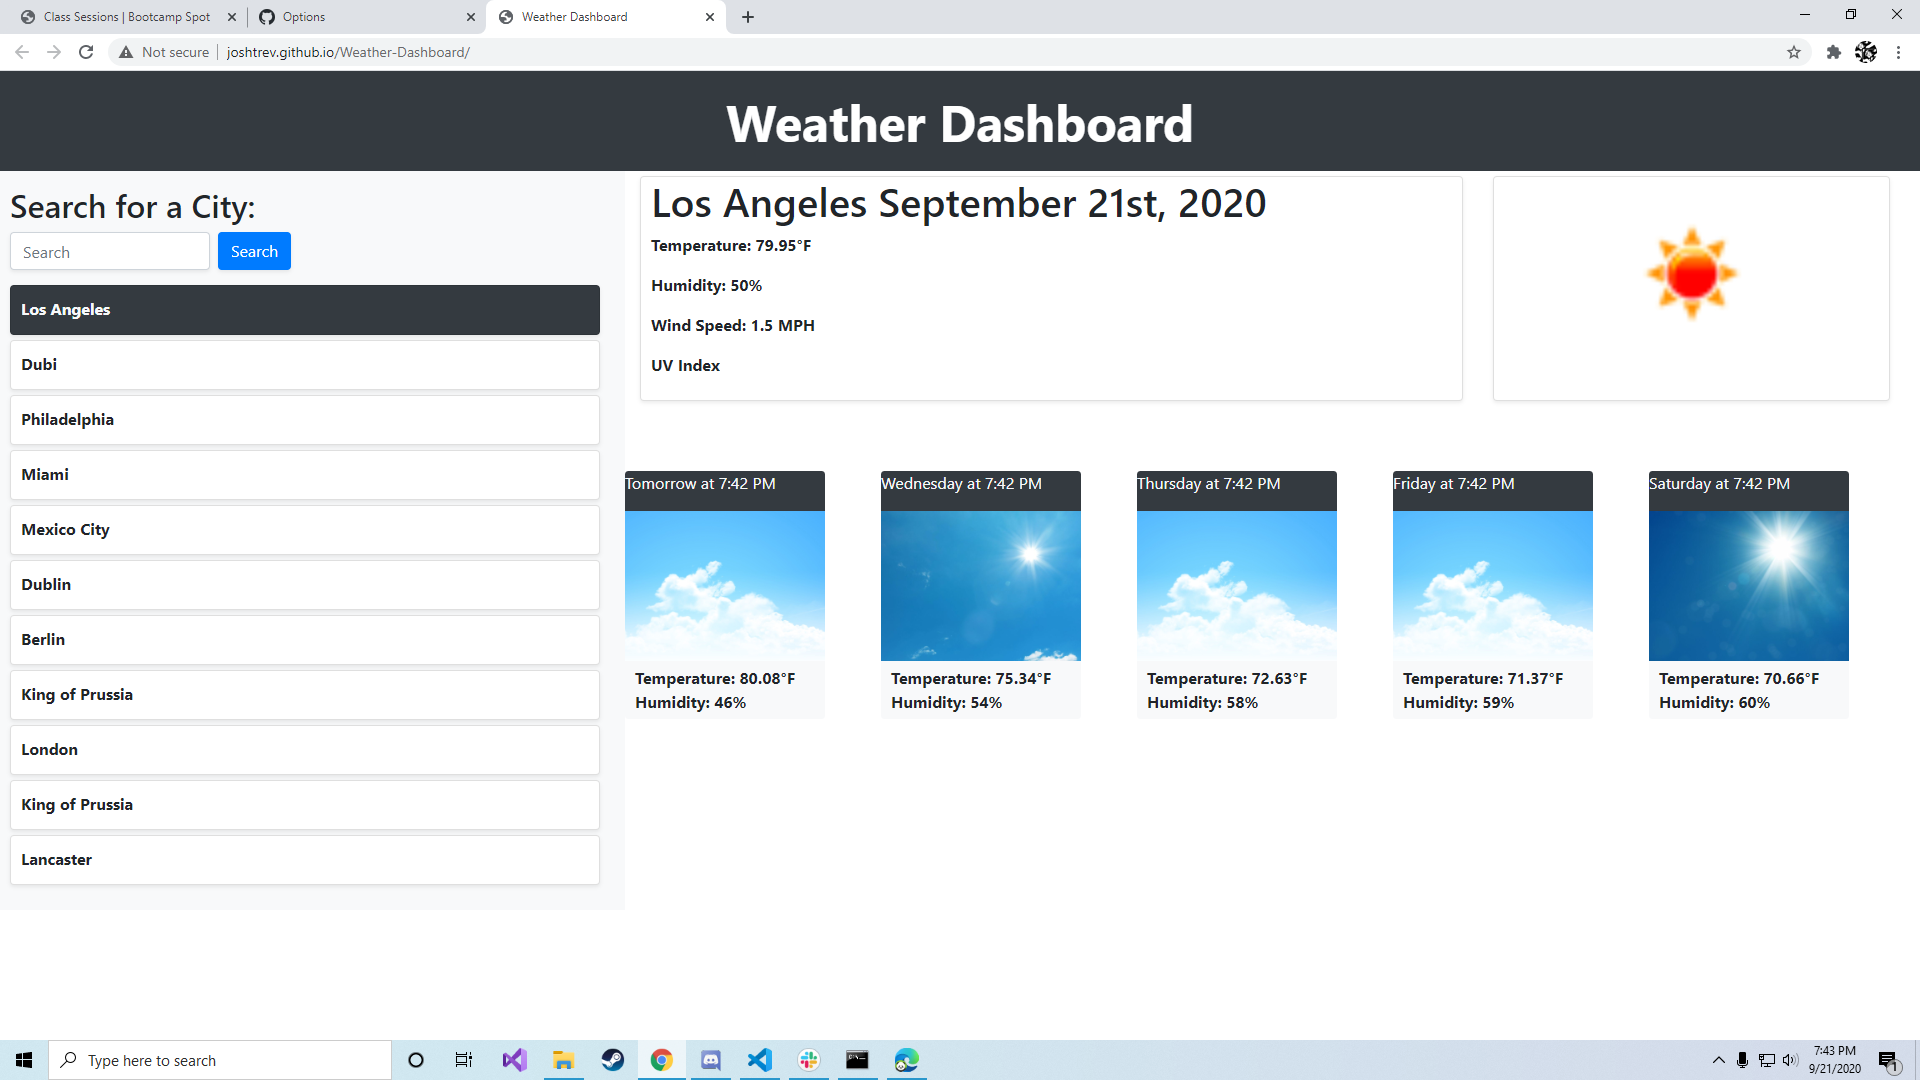 Class Sessions | Bootcamp Spot
Options
Weather Dashboard
Not secure
joshtrev.github.io/Weather-Dashboard/
Weather Dashboard
Search for a City:
Search
Search
Los Angeles
Dubi
Philadelphia
Miami
Mexico City
Dublin
Berlin
King of Prussia
London
King of Prussia
Lancaster
Los Angeles September 21st, 2020
Temperature: 79.95°F
Humidity: 50%
Wind Speed: 1.5 MPH
UV Index
Tomorrow at 7:42 PM
Temperature: 80.08°F
Humidity: 46%
Wednesday at 7:42 PM
Temperature: 75.34°F
Humidity: 54%
Thursday at 7:42 PM
Temperature: 72.63°F
Humidity: 58%
Friday at 7:42 PM
Temperature: 71.37°F
Humidity: 59%
Saturday at 7:42 PM
Temperature: 70.66°F
Humidity: 60%
Type here to search
7:43 PM
9/21/2020
1